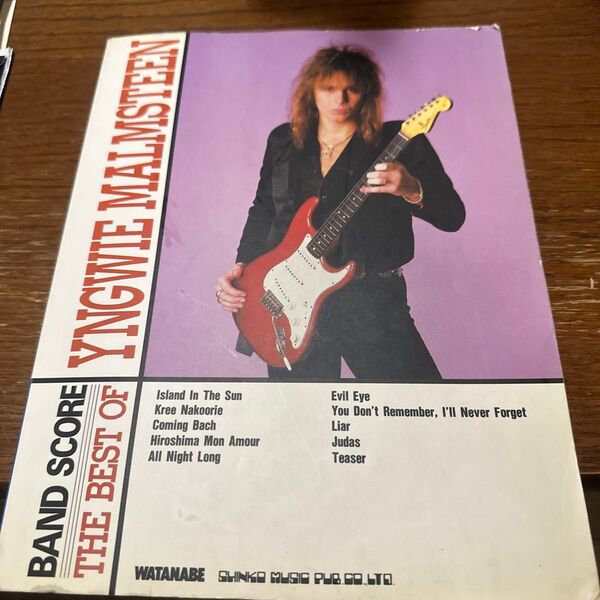 BAND SCORE
THE BEST OF
YNGWIE MALMSTEEN
Island In The Sun
Kree Nakoorie
Coming Bach
Hiroshima Mon Amour
All Night Long
Evil Eye
You Don't Remember, I'll Never Forget
Liar
Judas
Teaser
WATANABE SHINKO MUSIC PUB. CO., LTD.